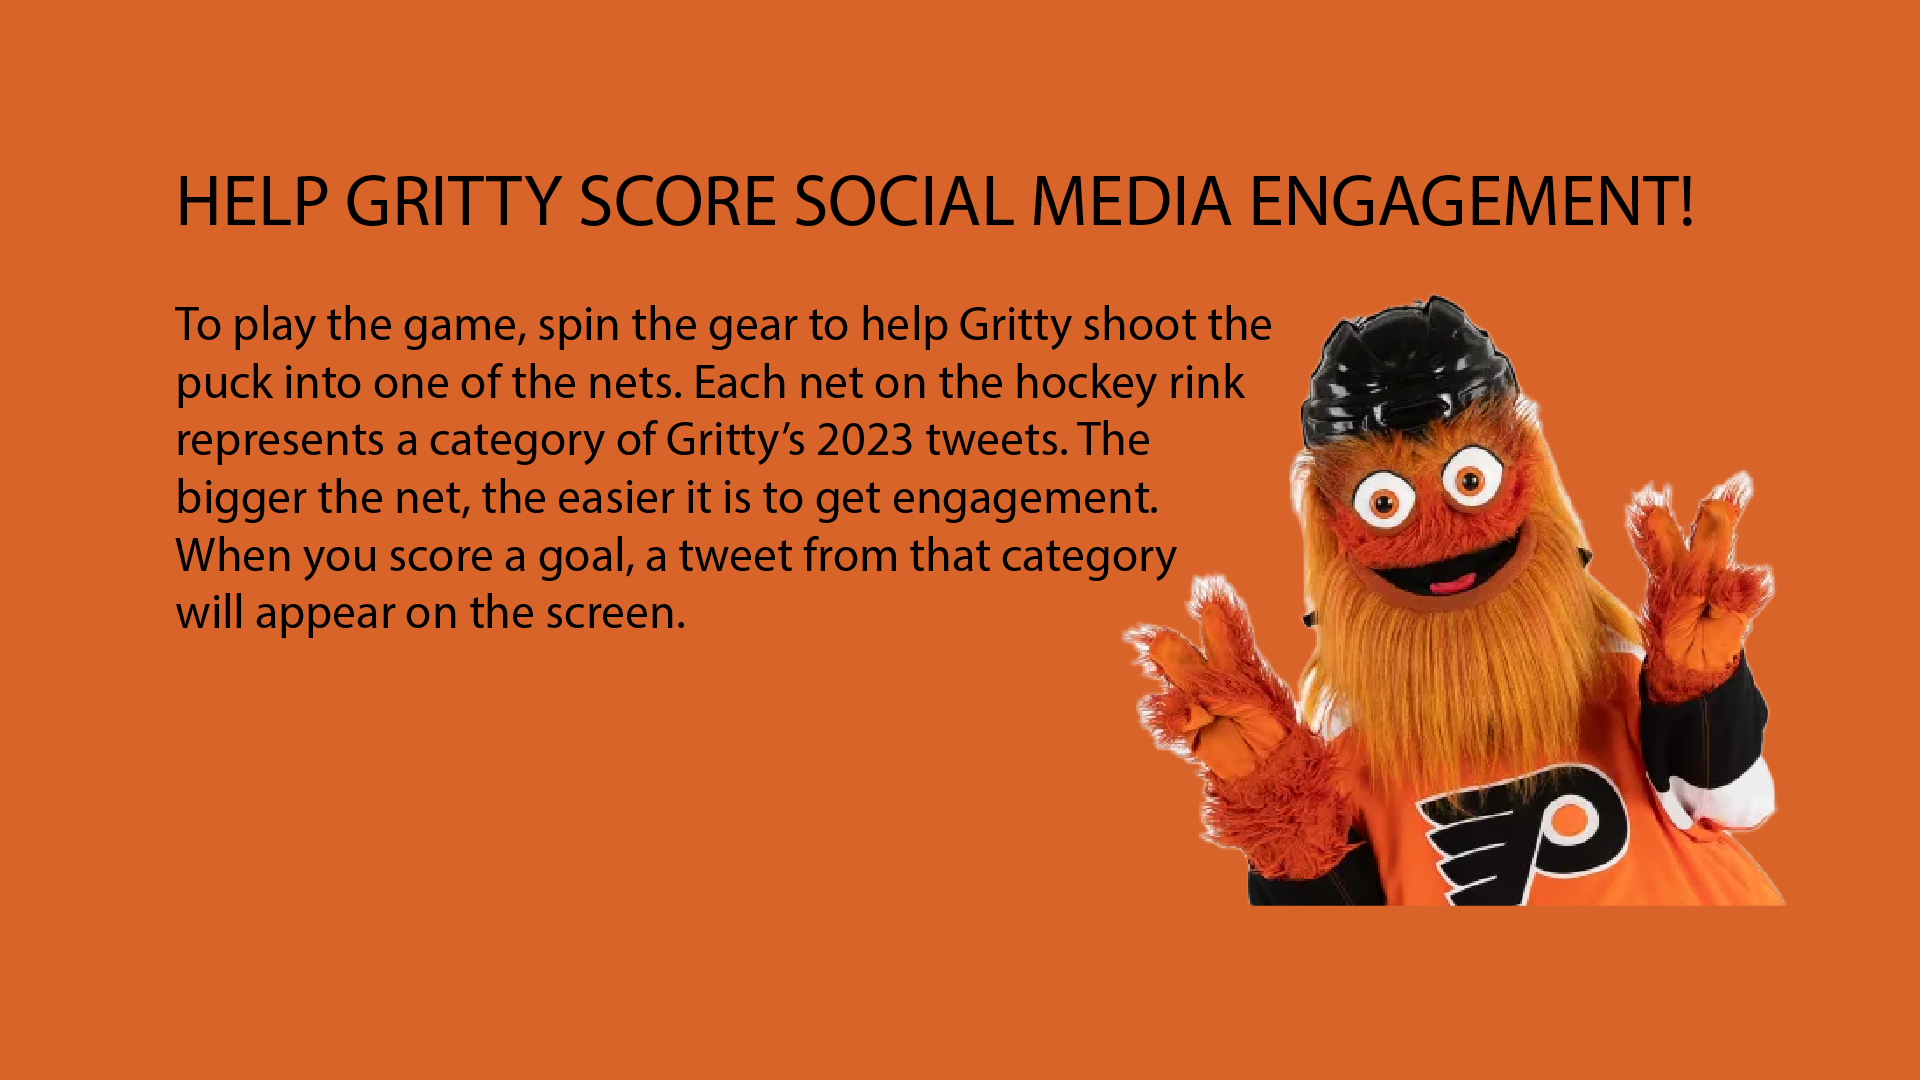 HELP GRITTY SCORE SOCIAL MEDIA ENGAGEMENT!
To play the game, spin the gear to help Gritty shoot the
puck into one of the nets. Each net on the hockey rink
represents a category of Gritty’s 2023 tweets. The
bigger the net, the easier it is to get engagement.
When you score a goal, a tweet from that category
will appear on the screen.